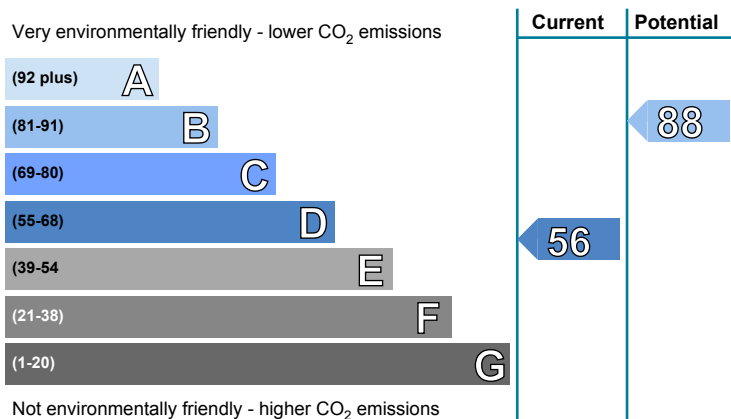 Current Potential
Very environmentally friendly - lower CO₂ emissions
(92 plus) A
(81-91) B
88
(69-80) C
(55-68) D
56
(39-54 E
(21-38) F
(1-20) G
Not environmentally friendly - higher CO₂ emissions